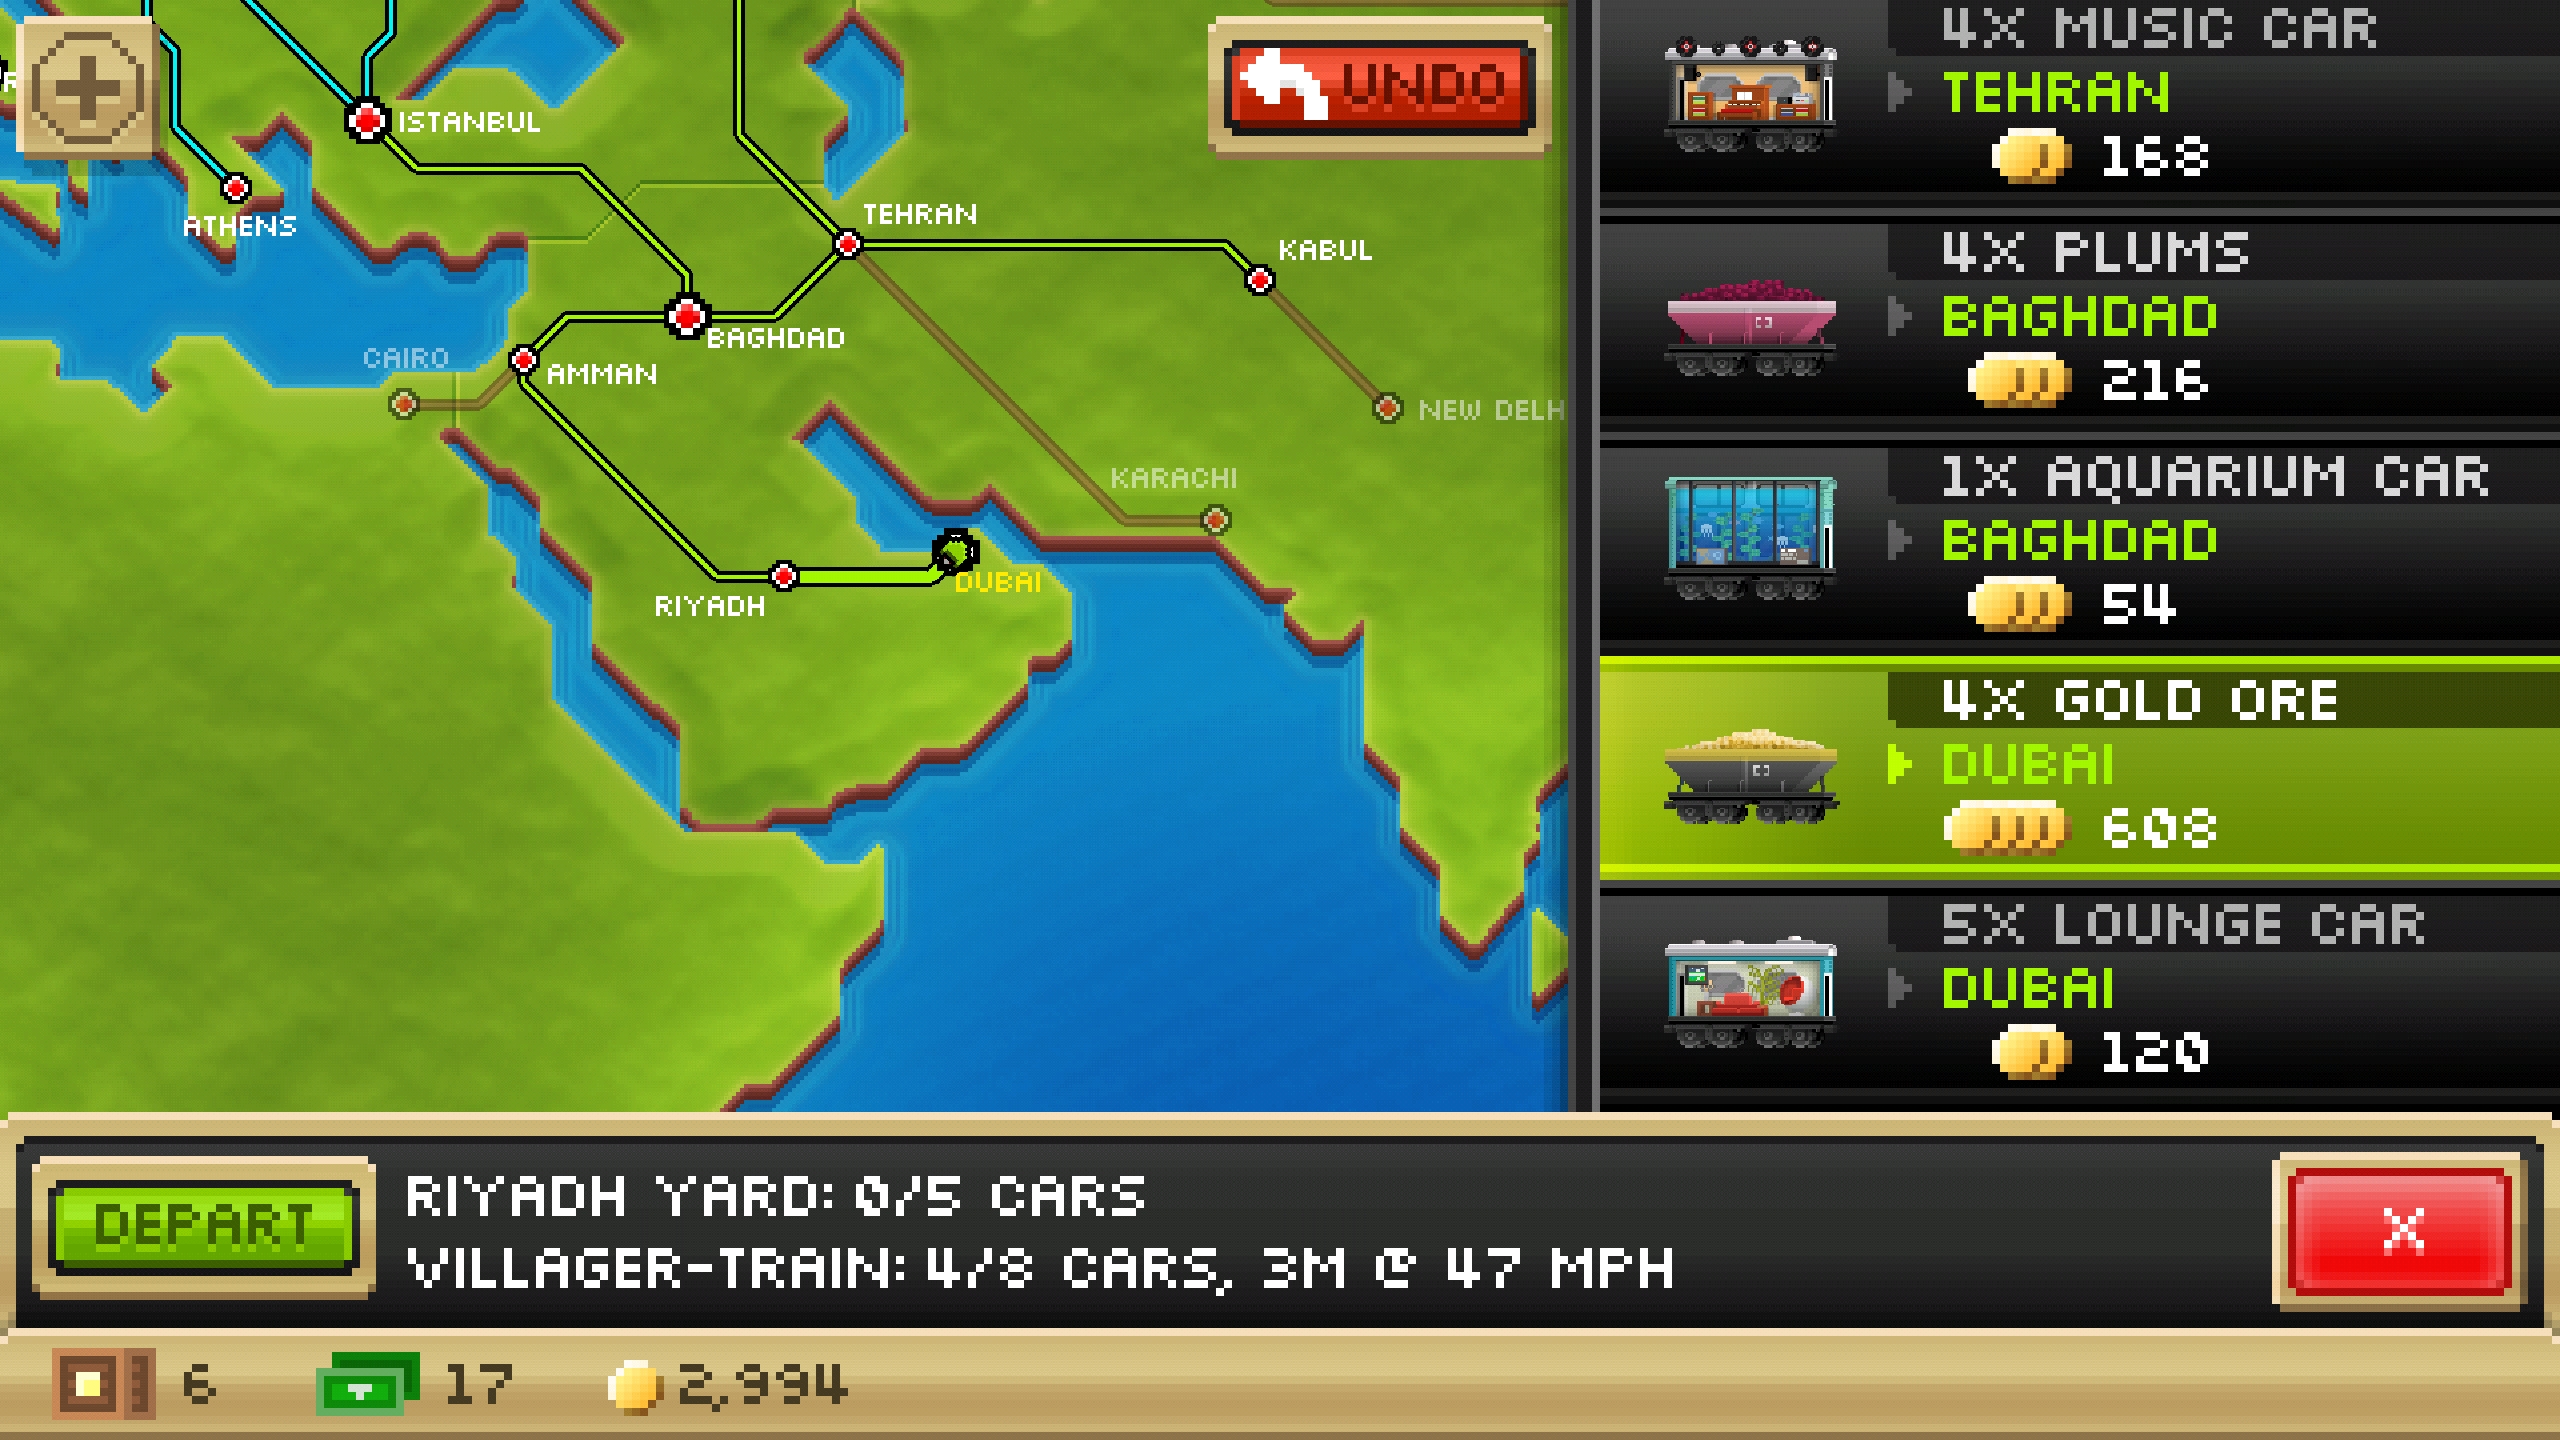 ISTANBUL
UNDO
ATHENS
TEHRAN
KABUL
BAGHDAD
CAIRO
AMMAN
NEW DELH
KARACHI
DUBAI
RIYADH
4X MUSIC CAR
TEHRAN
168
4X PLUMS
BAGHDAD
216
1X AQUARIUM CAR
BAGHDAD
54
4X GOLD ORE
DUBAI
608
5X LOUNGE CAR
DUBAI
120
DEPART
RIYADH YARD: 0/5 CARS
VILLAGER-TRAIN: 4/8 CARS, 3M @ 47 MPH
X
6
17
2,994